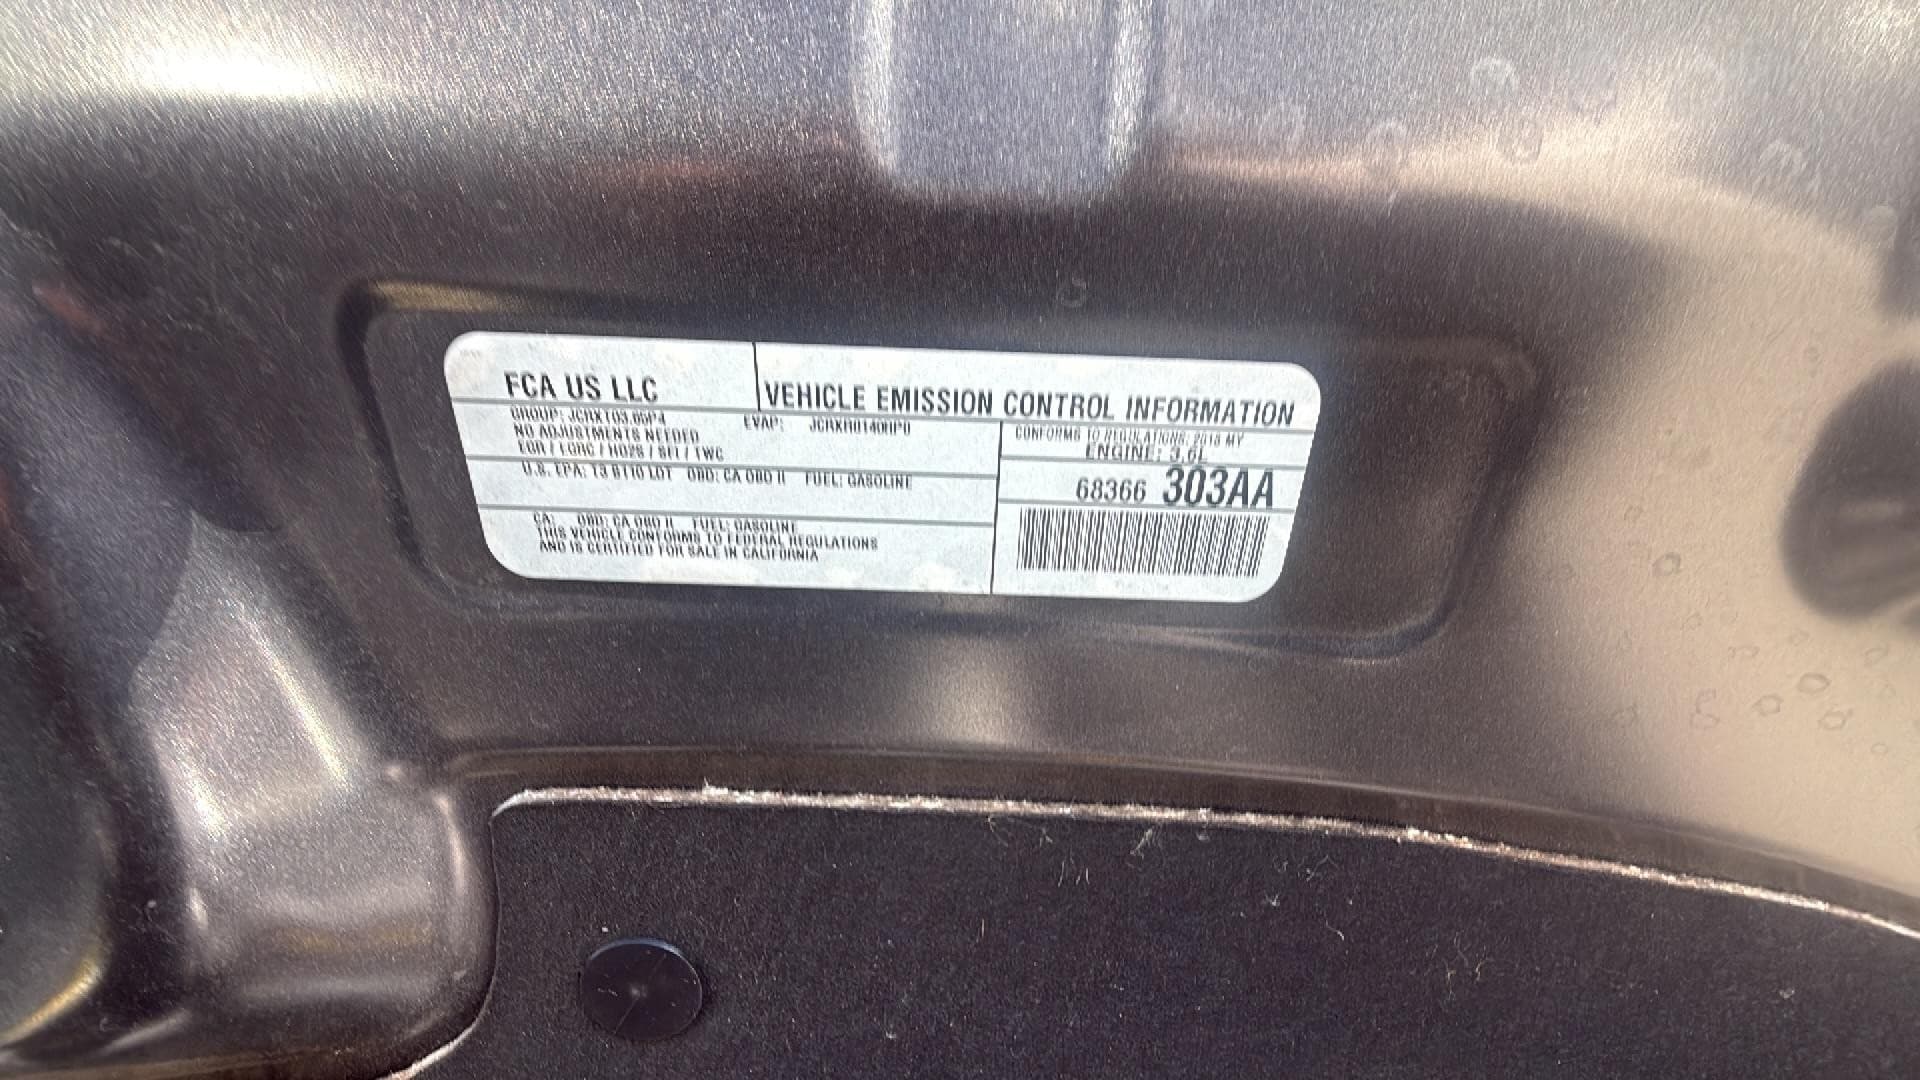 FCA US LLC
VEHICLE EMISSION CONTROL INFORMATION
GROUP: JCRXT03.65P4 EVAP:
NO ADJUSTMENTS NEEDED
EGR / HO2S / SFI / TWC
U.S. EPA: T3 B110 LDT OBD: CA OBD II FUEL: GASOLINE
CA: OBD: CA OBD II FUEL: GASOLINE
THIS VEHICLE CONFORMS TO FEDERAL REGULATIONS
AND IS CERTIFIED FOR SALE IN CALIFORNIA
CONFORMS TO REGULATIONS: 2018 MY
ENGINE: 3.6L
68366 303AA